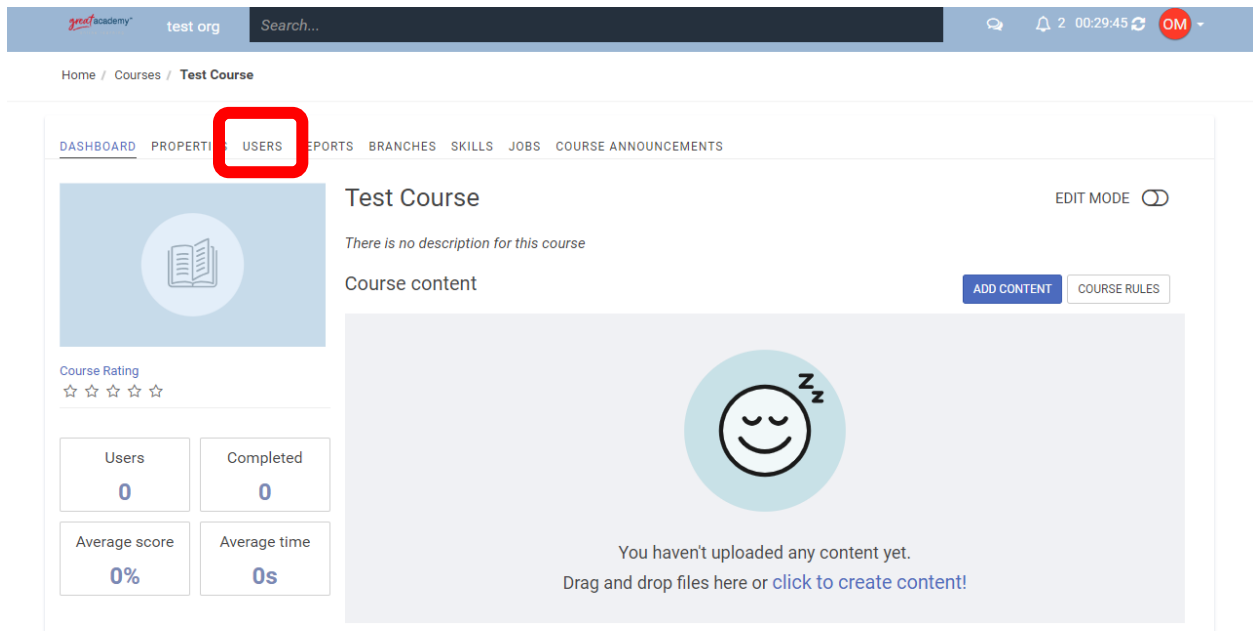 great academy
test org
Search...
2 00:29:45
OM
Home / Courses / Test Course
DASHBOARD PROPERTI S USERS EPORTS BRANCHES SKILLS JOBS COURSE ANNOUNCEMENTS
Test Course
EDIT MODE
There is no description for this course
Course content
ADD CONTENT
COURSE RULES
Course Rating
Users
0
Completed
0
Average score
0%
Average time
0s
z
z
You haven't uploaded any content yet.
Drag and drop files here or click to create content!